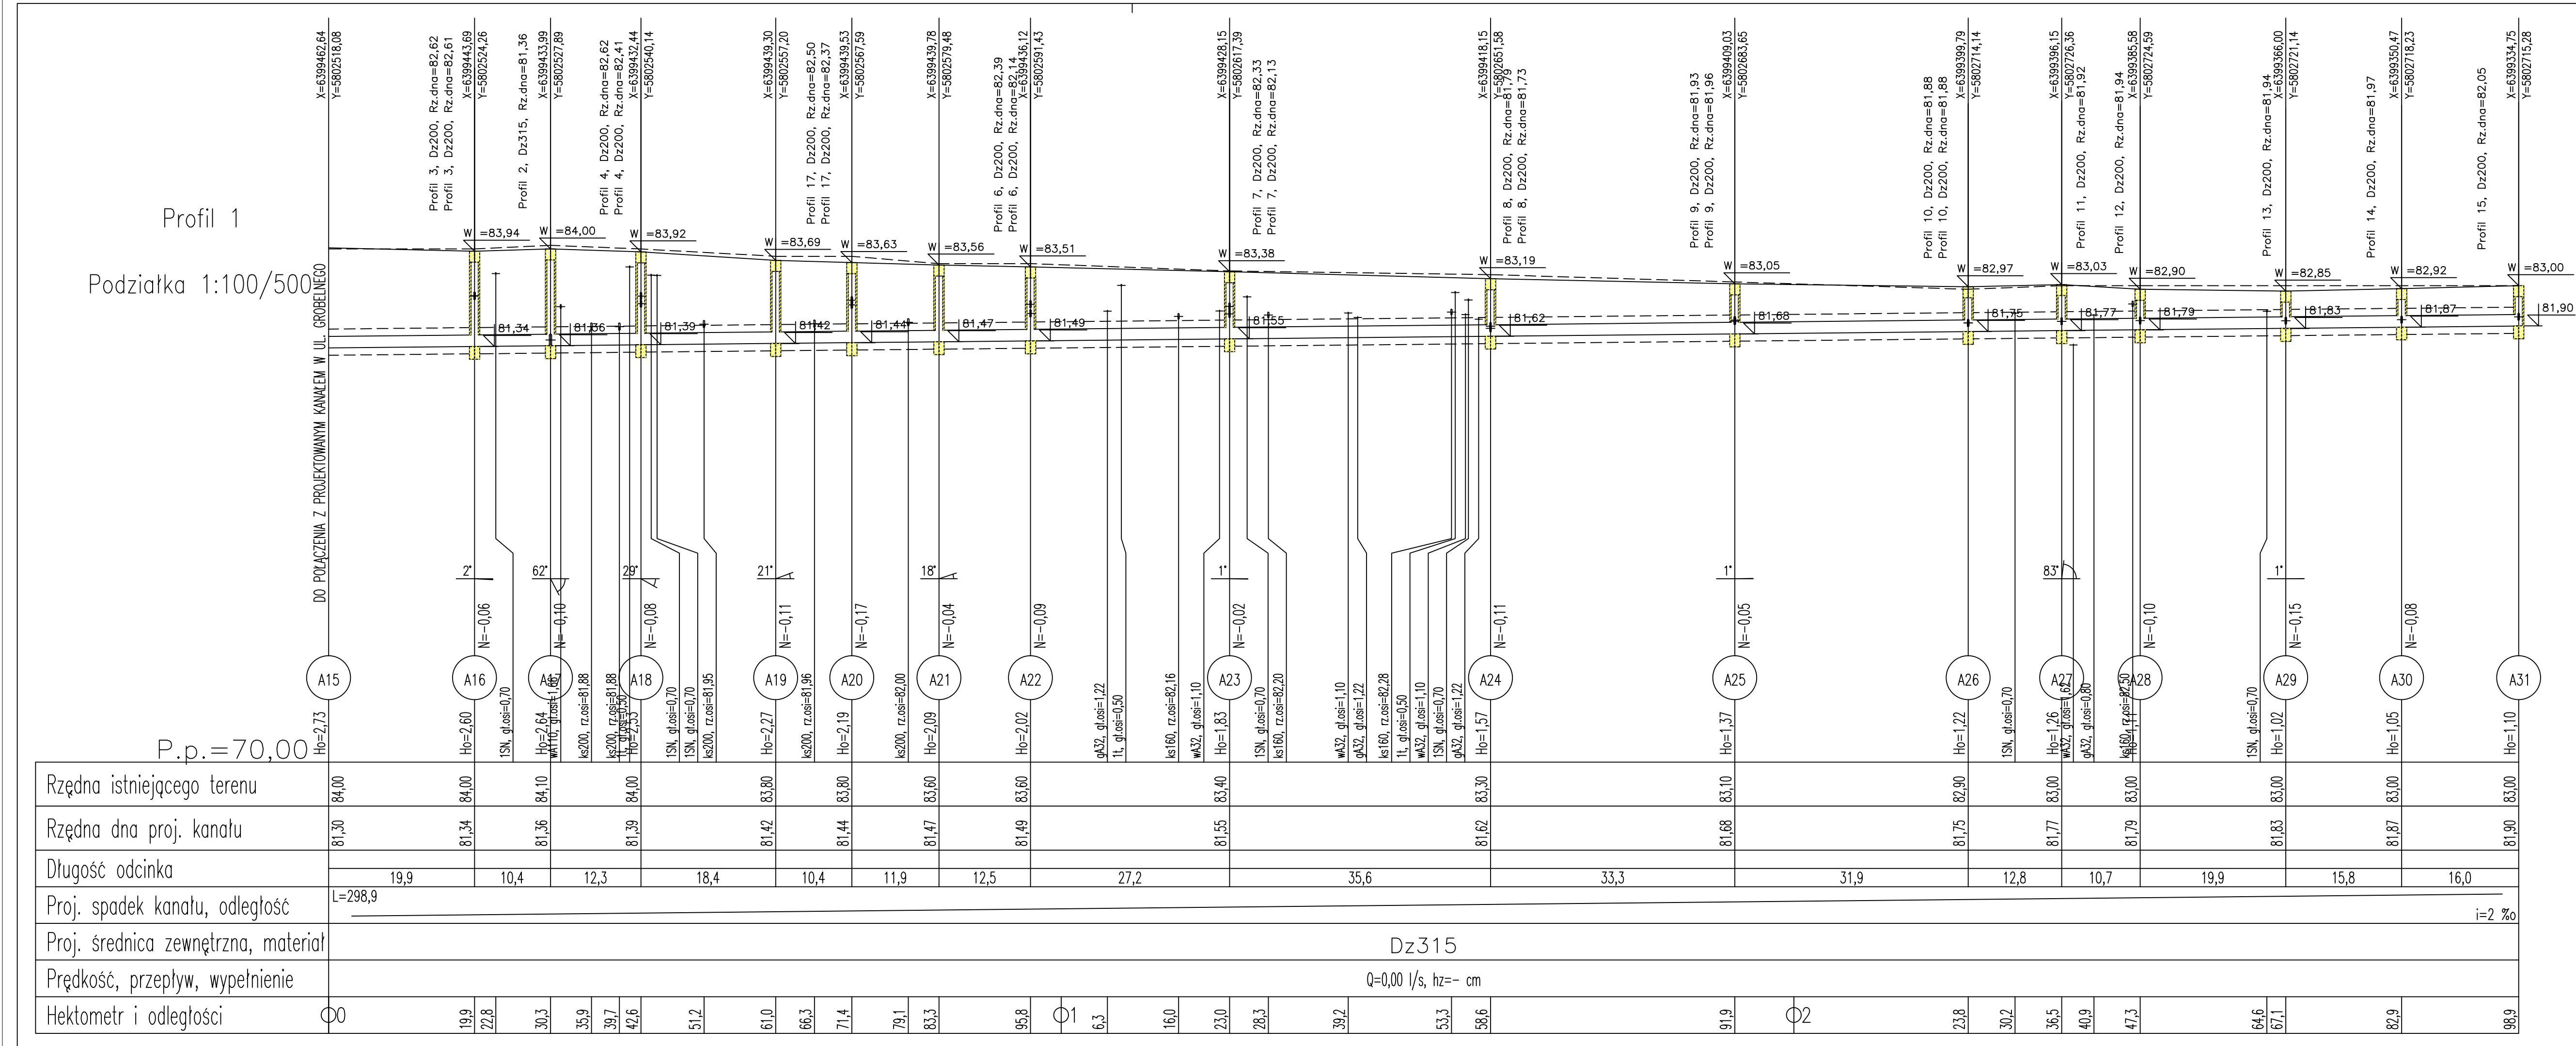 X=6399462,64
Y=5802518,08
X=6399443,69
Y=5802524,26
X=6399433,99
Y=5802527,89
X=6399432,44
Y=5802540,14
X=6399439,30
Y=5802557,20
X=6399439,53
Y=5802567,59
X=6399439,78
Y=5802579,48
X=6399436,12
Y=5802591,43
X=6399428,15
Y=5802617,39
X=6399418,15
Y=5802651,58
X=6399409,03
Y=5802683,65
X=6399399,79
Y=5802714,14
X=6399396,15
Y=5802726,36
X=6399385,58
Y=5802724,59
X=6399366,00
Y=5802721,14
X=6399350,47
Y=5802718,23
X=6399334,75
Y=5802715,28
Profil 3, Dz200, Rz.dna=82,62
Profil 3, Dz200, Rz.dna=82,61
Profil 2, Dz315, Rz.dna=81,36
Profil 4, Dz200, Rz.dna=82,62
Profil 4, Dz200, Rz.dna=82,41
Profil 17, Dz200, Rz.dna=82,50
Profil 17, Dz200, Rz.dna=82,37
Profil 6, Dz200, Rz.dna=82,39
Profil 6, Dz200, Rz.dna=82,14
Profil 7, Dz200, Rz.dna=82,33
Profil 7, Dz200, Rz.dna=82,13
Profil 8, Dz200, Rz.dna=81,79
Profil 8, Dz200, Rz.dna=81,73
Profil 9, Dz200, Rz.dna=81,93
Profil 9, Dz200, Rz.dna=81,96
Profil 10, Dz200, Rz.dna=81,88
Profil 10, Dz200, Rz.dna=81,88
Profil 11, Dz200, Rz.dna=81,92
Profil 12, Dz200, Rz.dna=81,94
Profil 13, Dz200, Rz.dna=81,94
Profil 14, Dz200, Rz.dna=81,97
Profil 15, Dz200, Rz.dna=82,05
Profil 1
Podziałka 1:100/500
W =83,94
W =84,00
W =83,92
W =83,69
W =83,63
W =83,56
W =83,51
W =83,38
W =83,19
W =83,05
W =82,97
W =83,03
W =82,90
W =82,85
W =82,92
W =83,00
81,34
81,36
81,39
81,42
81,44
81,47
81,49
81,55
81,62
81,68
81,75
81,77
81,79
81,83
81,87
81,90
DO POŁĄCZENIA Z PROJEKTOWANYM KANAŁEM W UL. GROBELNEGO
2° 62° 29° 21° 18° 1° 1° 83° 1°
N=-0,06
N=-0,10
N=-0,08
N=-0,11
N=-0,17
N=-0,04
N=-0,09
N=-0,02
N=-0,11
N=-0,05
N=-0,10
N=-0,15
N=-0,08
A15 A16 A17 A18 A19 A20 A21 A22 A23 A24 A25 A26 A27 A28 A29 A30 A31
Ho=2,73
Ho=2,60
1SN, gł.osi=0,70
Ho=2,64
ks200, rz.osi=81,88
ks200, rz.osi=81,88
1t, gł.osi=0,50
Ho=2,53
1SN, gł.osi=0,70
1SN, gł.osi=0,70
ks200, rz.osi=81,95
Ho=2,27
ks200, rz.osi=81,96
Ho=2,19
ks200, rz.osi=82,00
Ho=2,09
Ho=2,02
gA32, gł.osi=1,22
1t, gł.osi=0,50
ks160, rz.osi=82,16
wA32, gł.osi=1,10
Ho=1,83
1SN, gł.osi=0,70
ks160, rz.osi=82,20
wA32, gł.osi=1,10
gA32, gł.osi=1,22
ks160, rz.osi=82,28
1t, gł.osi=0,50
wA32, gł.osi=1,10
1SN, gł.osi=0,70
gA32, gł.osi=1,22
Ho=1,57
Ho=1,37
Ho=1,22
1SN, gł.osi=0,70
Ho=1,26
wA32, gł.osi=1,62
gA32, gł.osi=0,80
ks160, rz.osi=82,50
Ho=1,11
1SN, gł.osi=0,70
Ho=1,02
Ho=1,05
Ho=1,10
P.p.=70,00
Rzędna istniejącego terenu 84,00 84,00 84,10 84,00 83,80 83,80 83,60 83,60 83,40 83,30 83,10 82,90 83,00 83,00 83,00 83,00 83,00
Rzędna dna proj. kanału 81,30 81,34 81,36 81,39 81,42 81,44 81,47 81,49 81,55 81,62 81,68 81,75 81,77 81,79 81,83 81,87 81,90
Długość odcinka 19,9 10,4 12,3 18,4 10,4 11,9 12,5 27,2 35,6 33,3 31,9 12,8 10,7 19,9 15,8 16,0
Proj. spadek kanału, odległość L=298,9 i=2 ‰
Proj. średnica zewnętrzna, materiał Dz315
Prędkość, przepływ, wypełnienie Q=0,00 l/s, hz=- cm
Hektometr i odległości 0 19,9 22,8 30,3 35,9 39,7 42,6 51,2 61,0 66,3 71,4 79,1 83,3 95,8 1 6,3 16,0 23,0 28,3 39,2 53,3 58,6 91,9 2 23,8 30,2 36,5 40,9 47,3 64,6 67,1 82,9 98,9